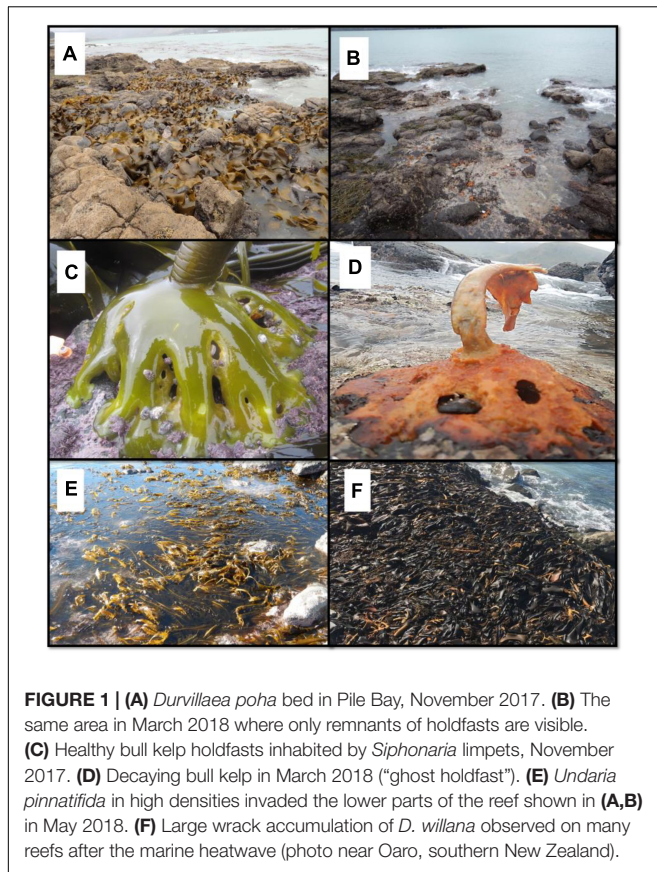 A
B
C
D
E
F
FIGURE 1 | (A) Durvillaea poha bed in Pile Bay, November 2017. (B) The
same area in March 2018 where only remnants of holdfasts are visible.
(C) Healthy bull kelp holdfasts inhabited by Siphonaria limpets, November
2017. (D) Decaying bull kelp in March 2018 (“ghost holdfast”). (E) Undaria
pinnatifida in high densities invaded the lower parts of the reef shown in (A,B)
in May 2018. (F) Large wrack accumulation of D. willana observed on many
reefs after the marine heatwave (photo near Oaro, southern New Zealand).